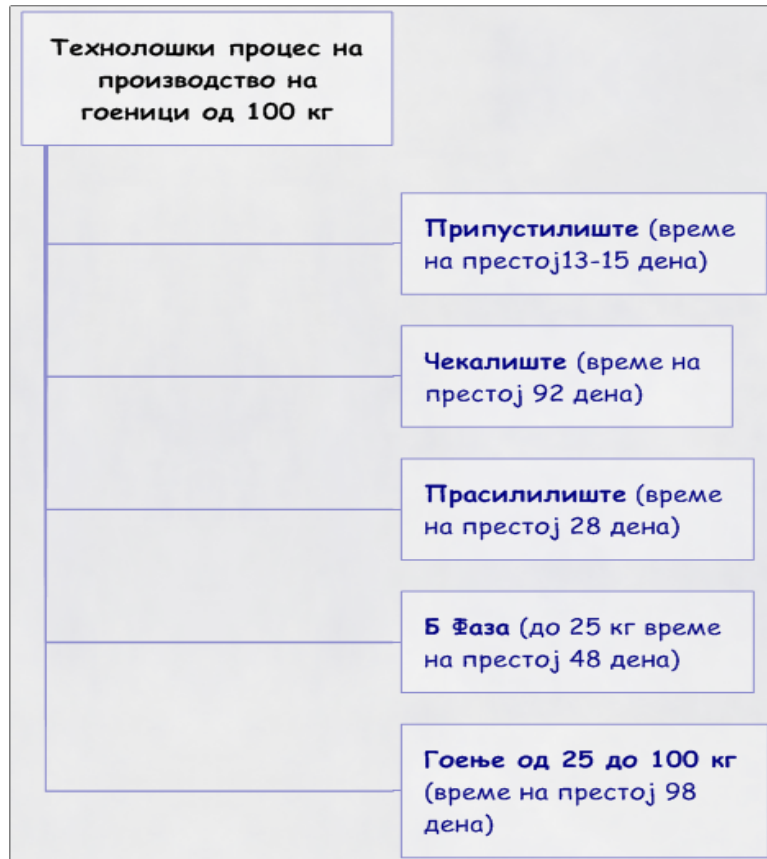 Технолошки процес на
производство на
гоеници од 100 кг
Припустилиште (време
на престој13-15 дена)
Чекалиште (време на
престој 92 дена)
Прасилилиште (време
на престој 28 дена)
Б Фаза (до 25 кг време
на престој 48 дена)
Гоење од 25 до 100 кг
(време на престој 98
дена)